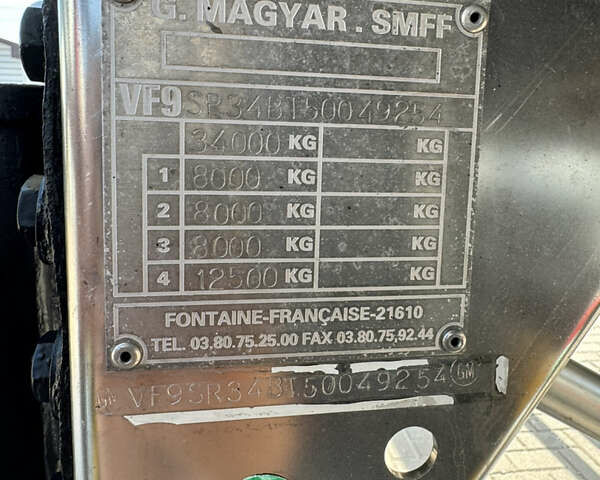 G. MAGYAR . SMFF
VF9SR34BT50049254
34000 KG KG
1 8000 KG KG
2 8000 KG KG
3 8000 KG KG
4 12500 KG KG
FONTAINE-FRANÇAISE-21610
TEL. 03.80.75.25.00 FAX 03.80.75,92.44
GM VF9SR34BT50049254 GM